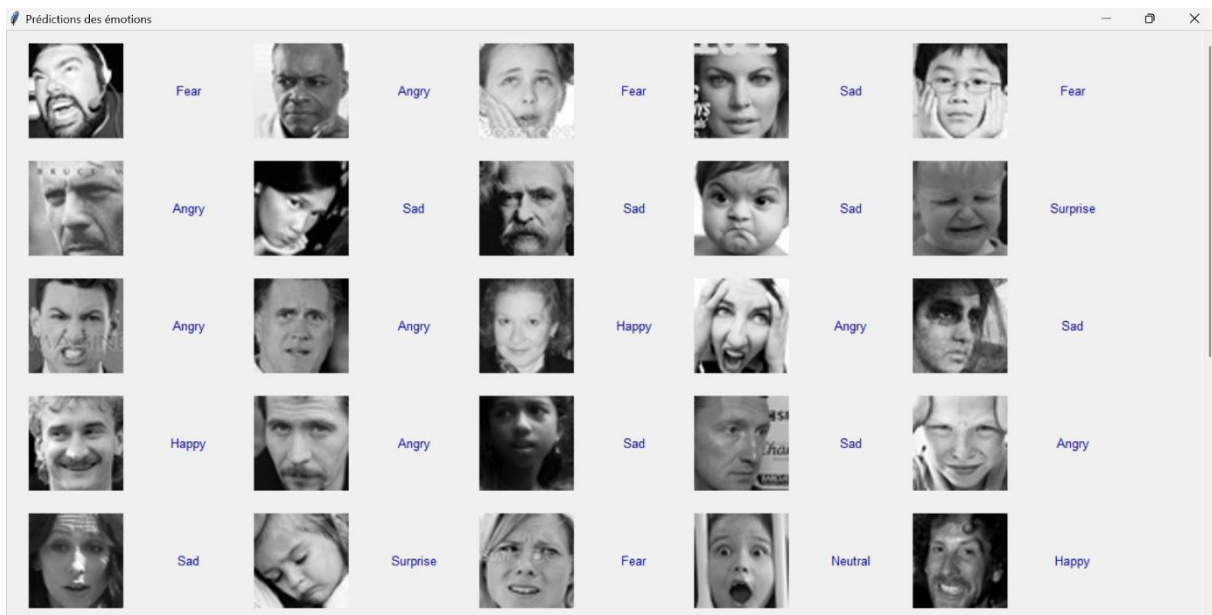 Prédictions des émotions
Fear Angry Fear Sad Fear
BRUCE W
Angry Sad Sad Sad Surprise
Angry Angry Happy Angry Sad
Happy Angry Sad Sad Angry
Sad Surprise Fear Neutral Happy